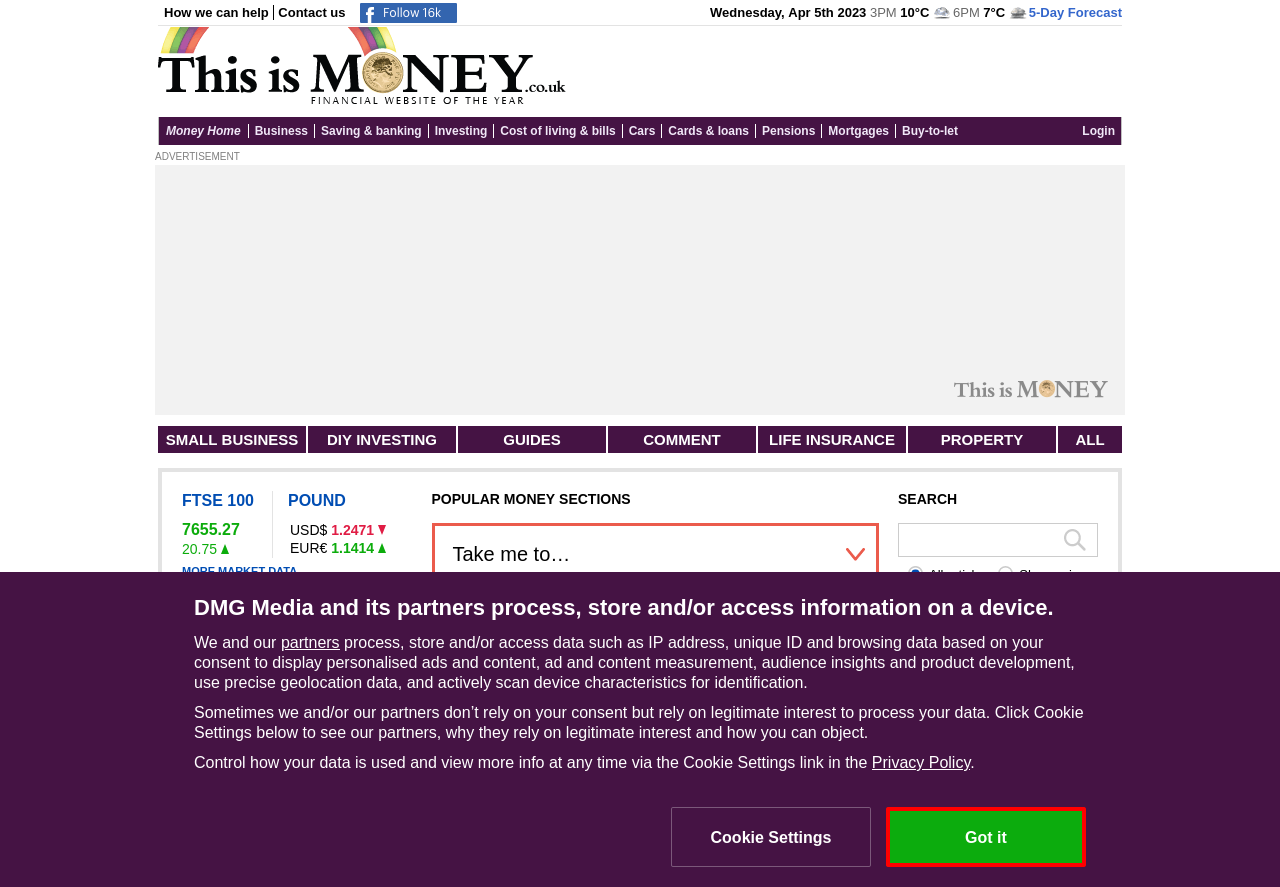 How we can help Contact us Follow 16k Wednesday, Apr 5th 2023 3PM 10°C 6PM 7°C 5-Day Forecast
This is MONEY.co.uk
FINANCIAL WEBSITE OF THE YEAR
Money Home Business Saving & banking Investing Cost of living & bills Cars Cards & loans Pensions Mortgages Buy-to-let Login
ADVERTISEMENT
This is MONEY
SMALL BUSINESS DIY INVESTING GUIDES COMMENT LIFE INSURANCE PROPERTY ALL
FTSE 100 POUND
7655.27
20.75
USD$ 1.2471
EUR€ 1.1414
MORE MARKET DATA
POPULAR MONEY SECTIONS
Take me to…
SEARCH
DMG Media and its partners process, store and/or access information on a device.
We and our partners process, store and/or access data such as IP address, unique ID and browsing data based on your
consent to display personalised ads and content, ad and content measurement, audience insights and product development,
use precise geolocation data, and actively scan device characteristics for identification.
Sometimes we and/or our partners don’t rely on your consent but rely on legitimate interest to process your data. Click Cookie
Settings below to see our partners, why they rely on legitimate interest and how you can object.
Control how your data is used and view more info at any time via the Cookie Settings link in the Privacy Policy.
Cookie Settings Got it